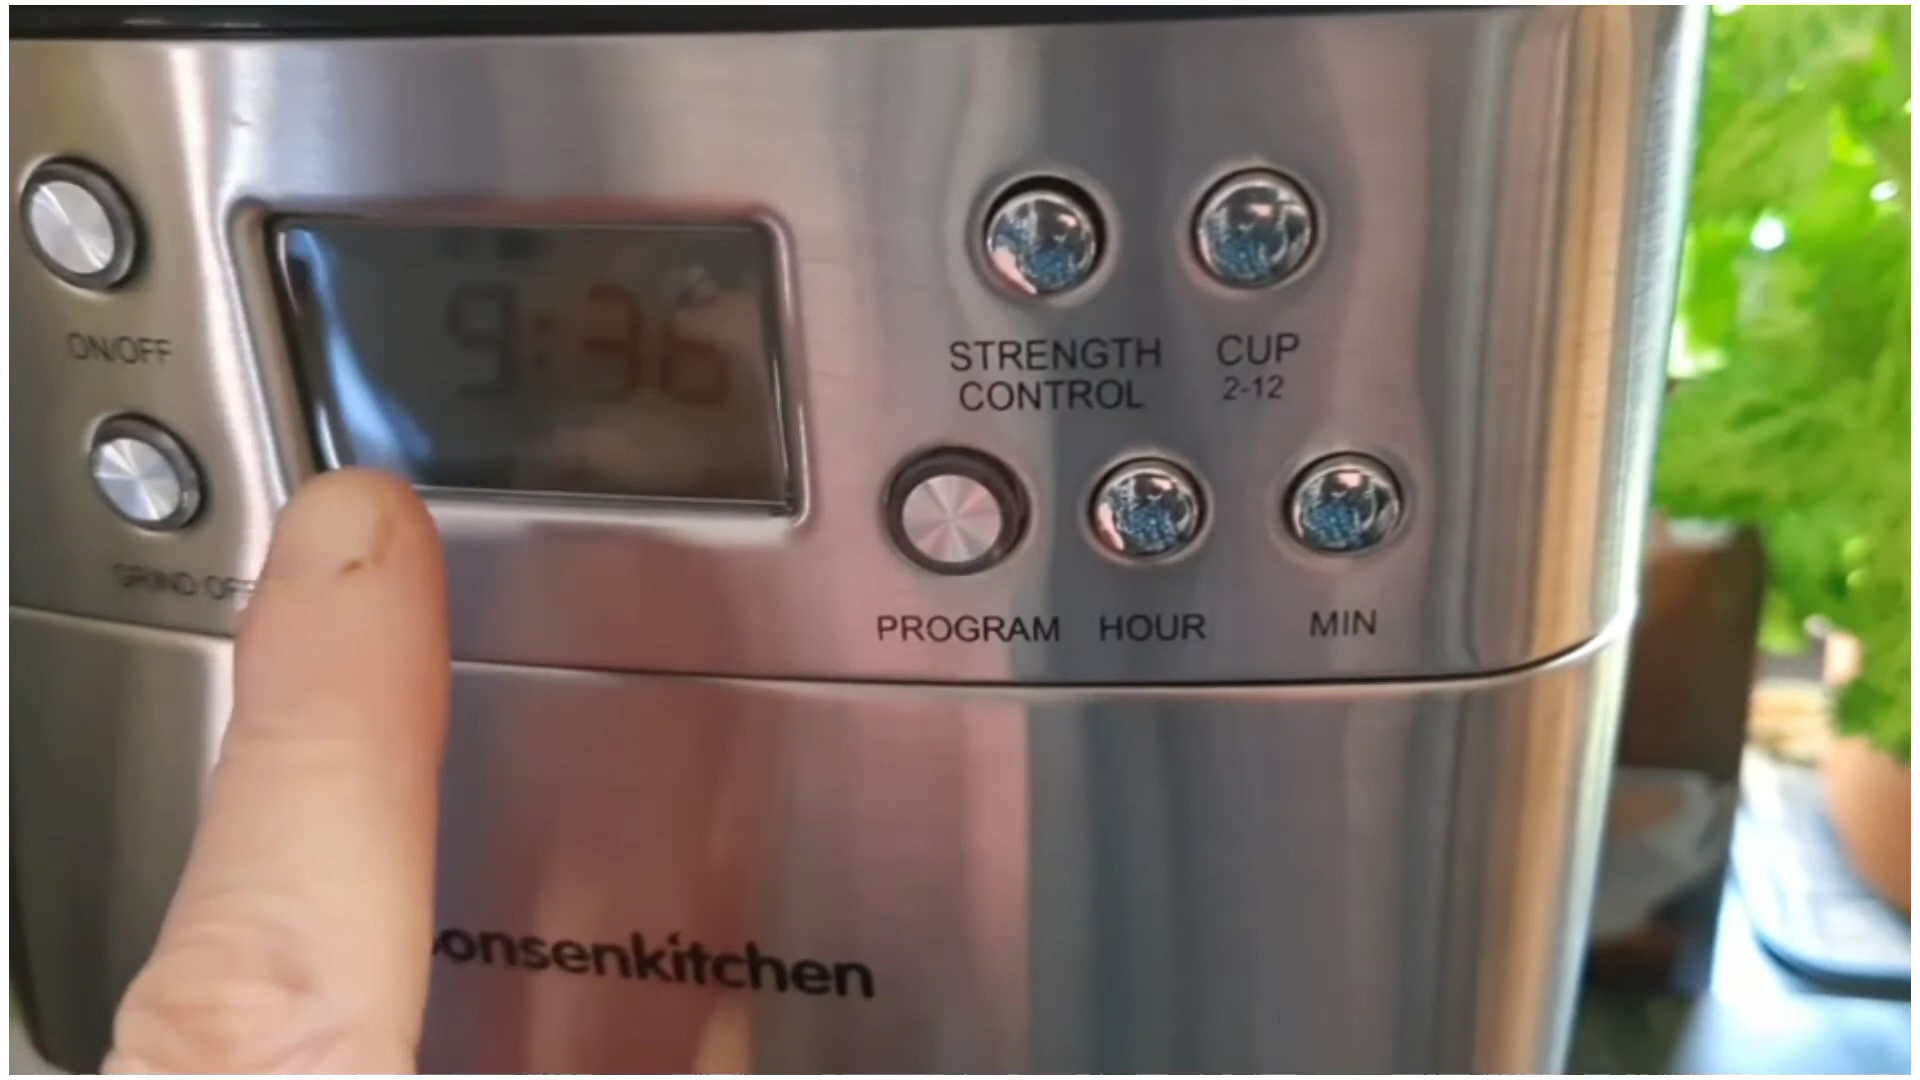 ON/OFF
9:36
STRENGTH
CONTROL
CUP
2-12
GRIND OFF
PROGRAM
HOUR
MIN
onsenkitchen